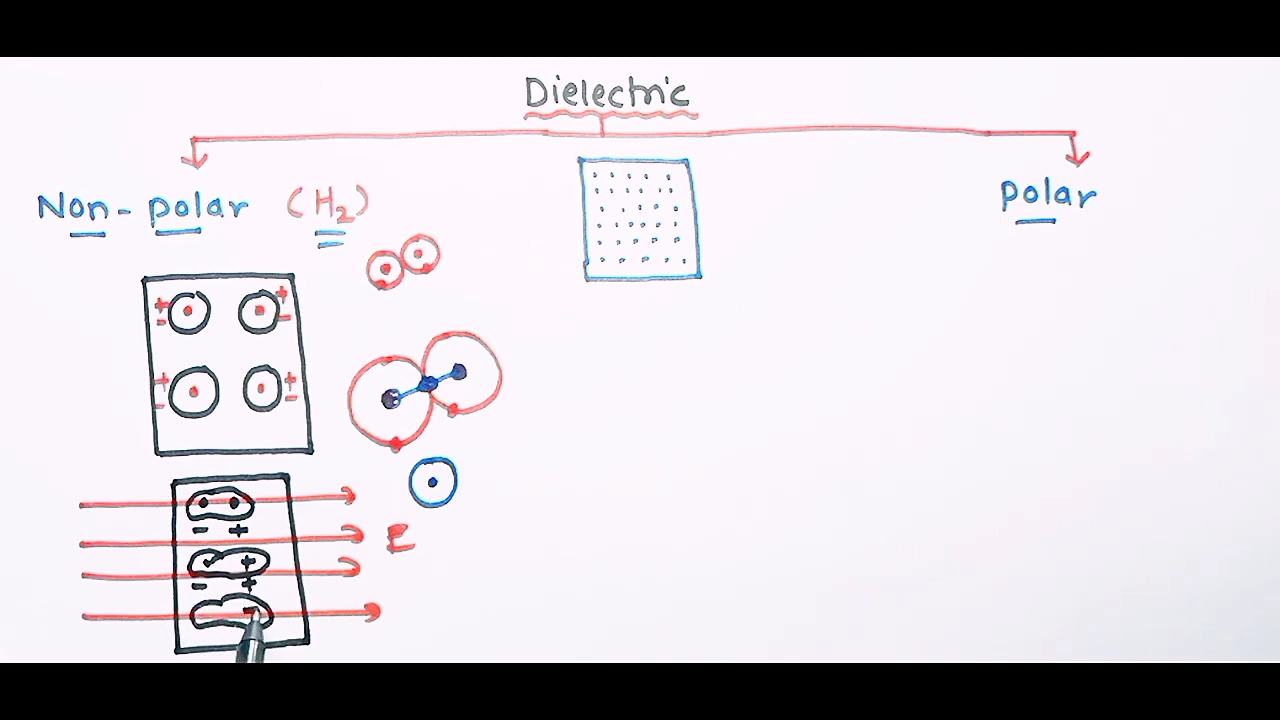 Dielectric
Non-polar (H₂)
polar
+ +
- -
+ +
- -
- +
E
+
- +
-